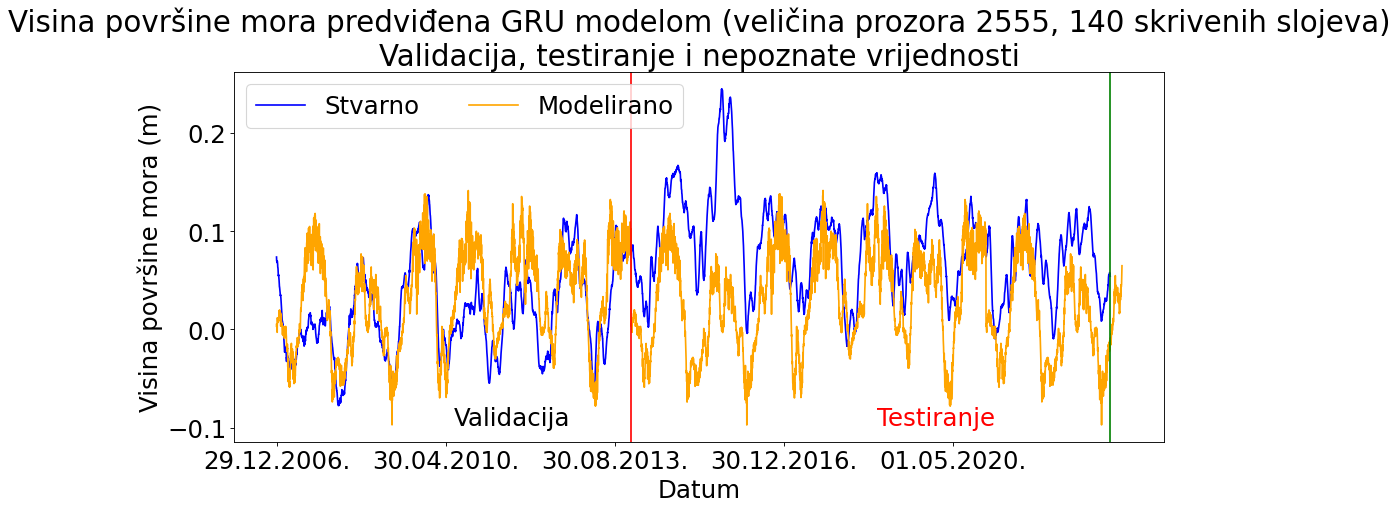 Visina površine mora predviđena GRU modelom (veličina prozora 2555, 140 skrivenih slojeva)
Validacija, testiranje i nepoznate vrijednosti
Stvarno
Modelirano
Visina površine mora (m)
0.2
0.1
0.0
−0.1
Validacija
Testiranje
29.12.2006.
30.04.2010.
30.08.2013.
30.12.2016.
01.05.2020.
Datum